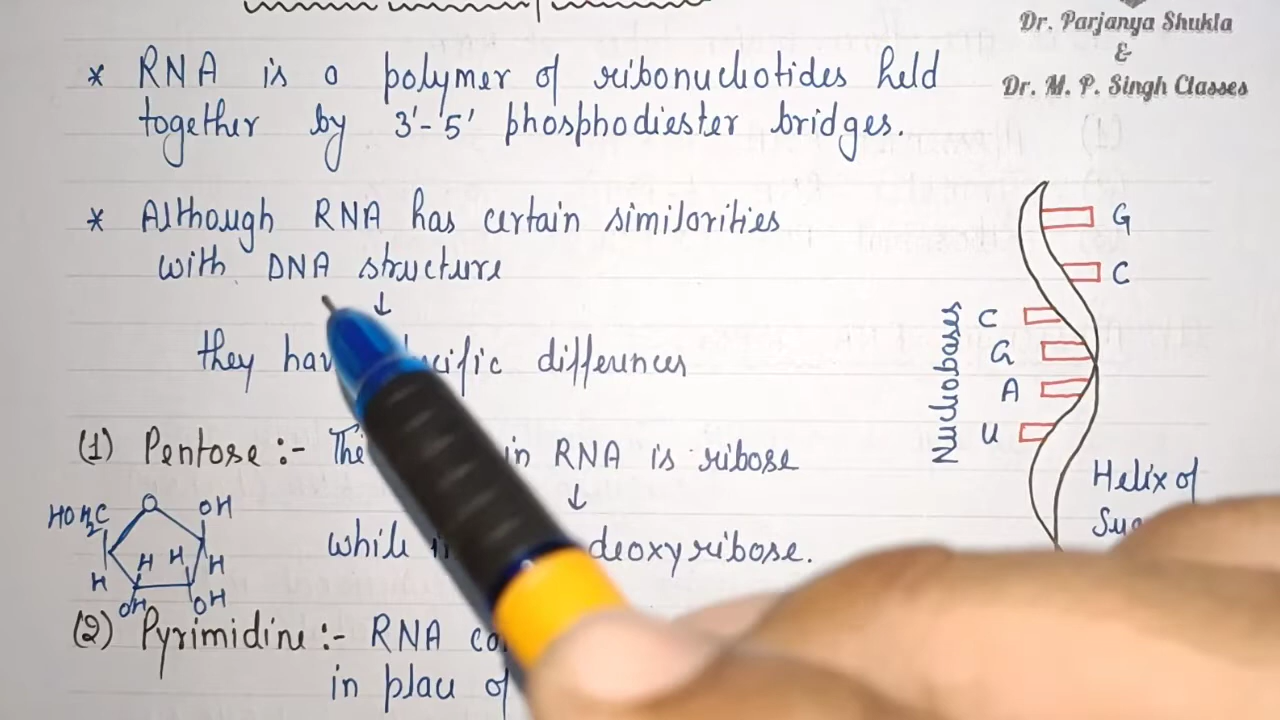 Dr. Parjanya Shukla
&
Dr. M. P. Singh Classes
* RNA is a polymer of ribonucliotides held
together by 3'-5' phosphodiester bridges.
* Although RNA has certain similarities
with DNA structure
↓
they differences
(1) Pentose :- in RNA is ribose
↓
while deoxyribose.
HOH₂C
O
OH
H
H
H
H
OH
OH
(2) Pyrimidine :- RNA
in place of
G
C
C
G
A
U
Nucleobases
Helix of